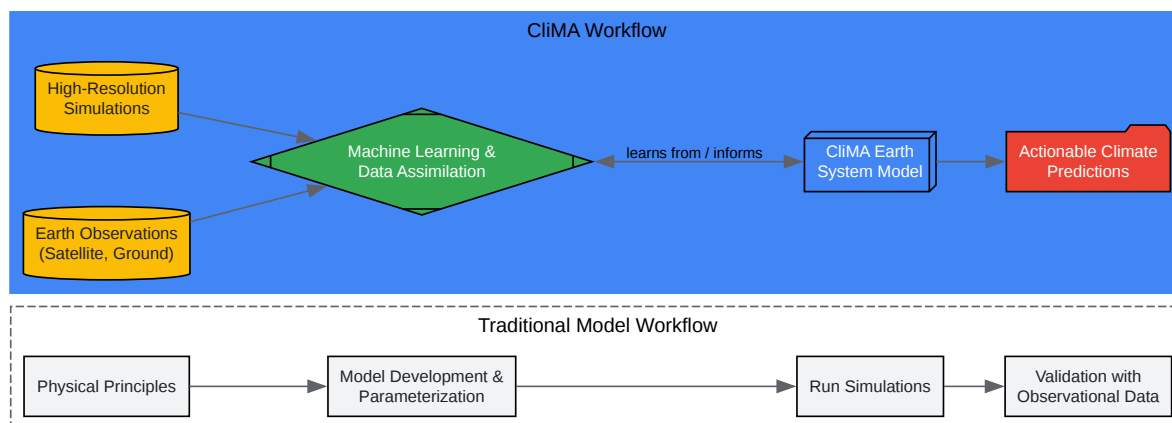 CliMA Workflow
High-Resolution
Simulations
Machine Learning &
Data Assimilation
learns from / informs
CliMA Earth
System Model
Actionable Climate
Predictions
Earth Observations
(Satellite, Ground)
Traditional Model Workflow
Physical Principles
Model Development &
Parameterization
Run Simulations
Validation with
Observational Data